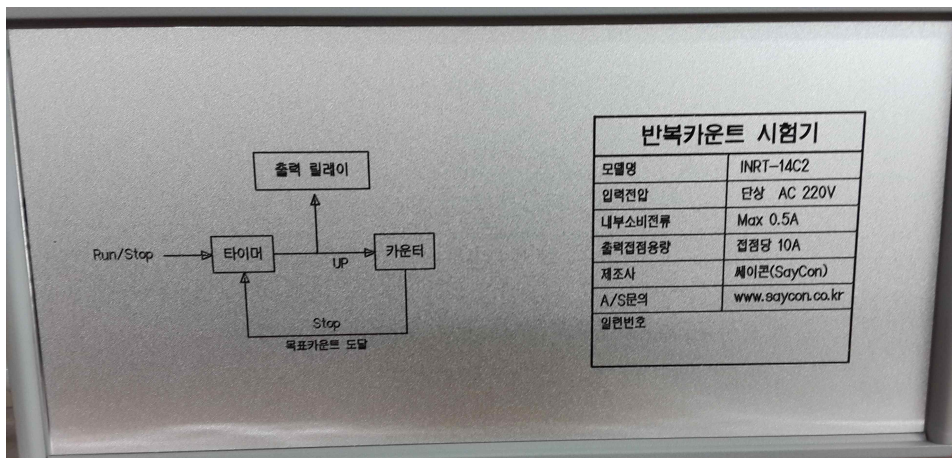 출력 릴레이
Run/Stop
타이머
UP
카운터
Stop
목표카운트 도달
반복카운트 시험기
모델명 INRT-14C2
입력전압 단상 AC 220V
내부소비전류 Max 0.5A
출력접점용량 접점당 10A
제조사 쎄이콘(SayCon)
A/S문의 www.saycon.co.kr
일련번호